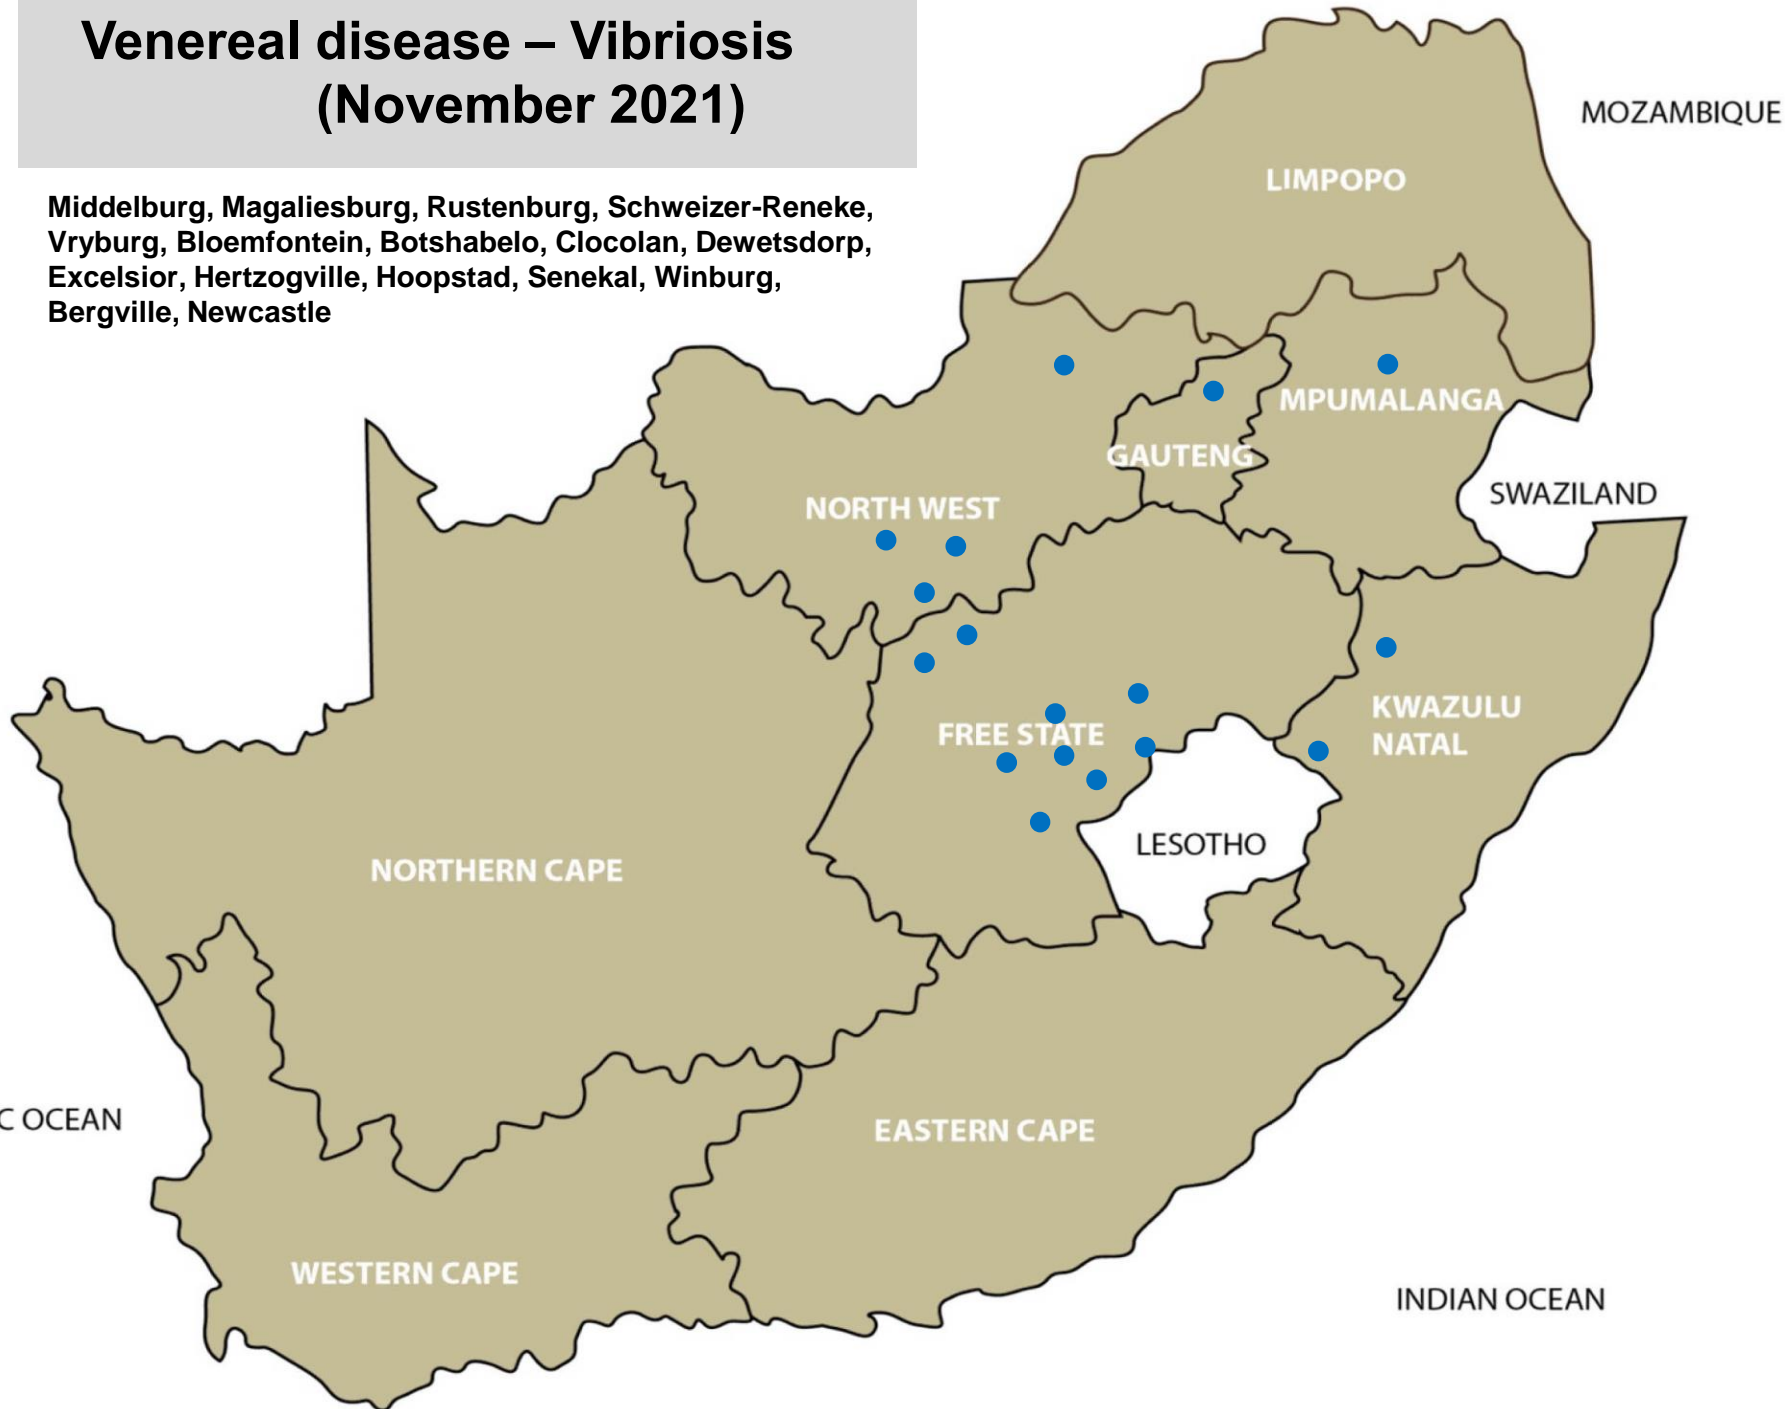 Venereal disease – Vibriosis
(November 2021)
Middelburg, Magaliesburg, Rustenburg, Schweizer-Reneke,
Vryburg, Bloemfontein, Botshabelo, Clocolan, Dewetsdorp,
Excelsior, Hertzogville, Hoopstad, Senekal, Winburg,
Bergville, Newcastle
MOZAMBIQUE
LIMPOPO
MPUMALANGA
GAUTENG
SWAZILAND
NORTH WEST
KWAZULU
NATAL
FREE STATE
LESOTHO
NORTHERN CAPE
C OCEAN
EASTERN CAPE
WESTERN CAPE
INDIAN OCEAN